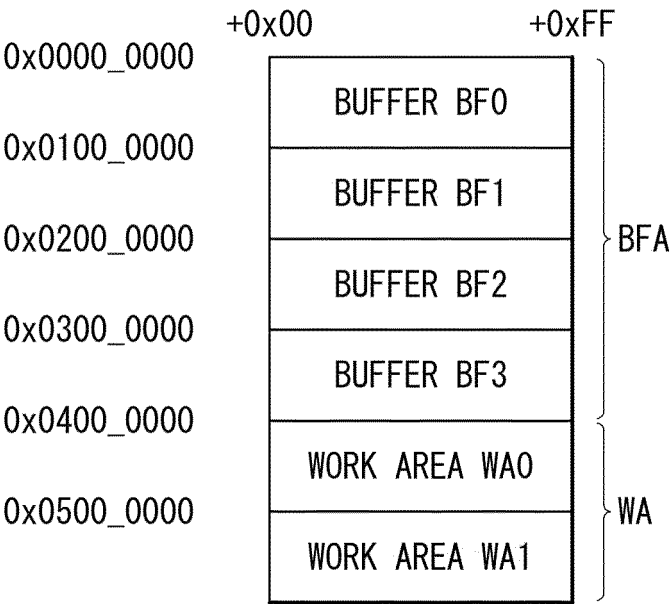 +0x00 +0xFF
0x0000_0000
BUFFER BF0
0x0100_0000
BUFFER BF1
0x0200_0000
BFA
BUFFER BF2
0x0300_0000
BUFFER BF3
0x0400_0000
WORK AREA WA0
0x0500_0000
WA
WORK AREA WA1